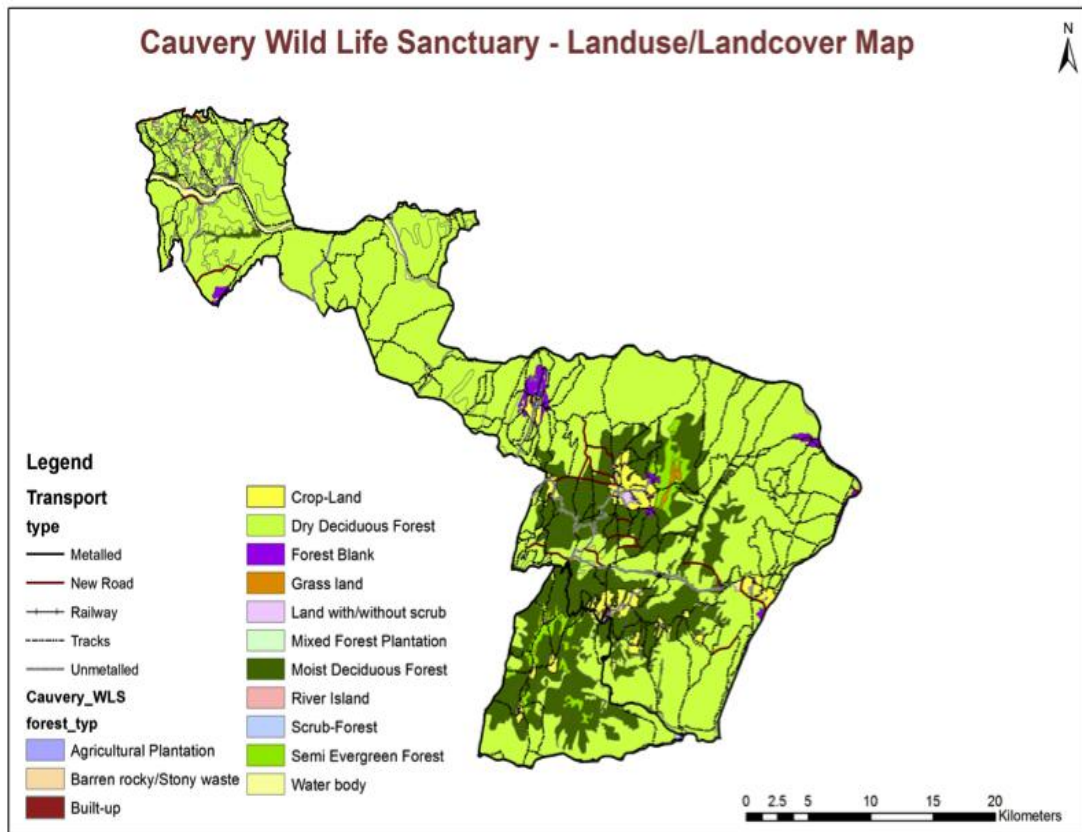 Cauvery Wild Life Sanctuary - Landuse/Landcover Map
N
Legend
Transport
type
Metalled
New Road
Railway
Tracks
Unmetalled
Cauvery_WLS
forest_typ
Agricultural Plantation
Barren rocky/Stony waste
Built-up
Crop-Land
Dry Deciduous Forest
Forest Blank
Grass land
Land with/without scrub
Mixed Forest Plantation
Moist Deciduous Forest
River Island
Scrub-Forest
Semi Evergreen Forest
Water body
0 2.5 5 10 15 20
Kilometers